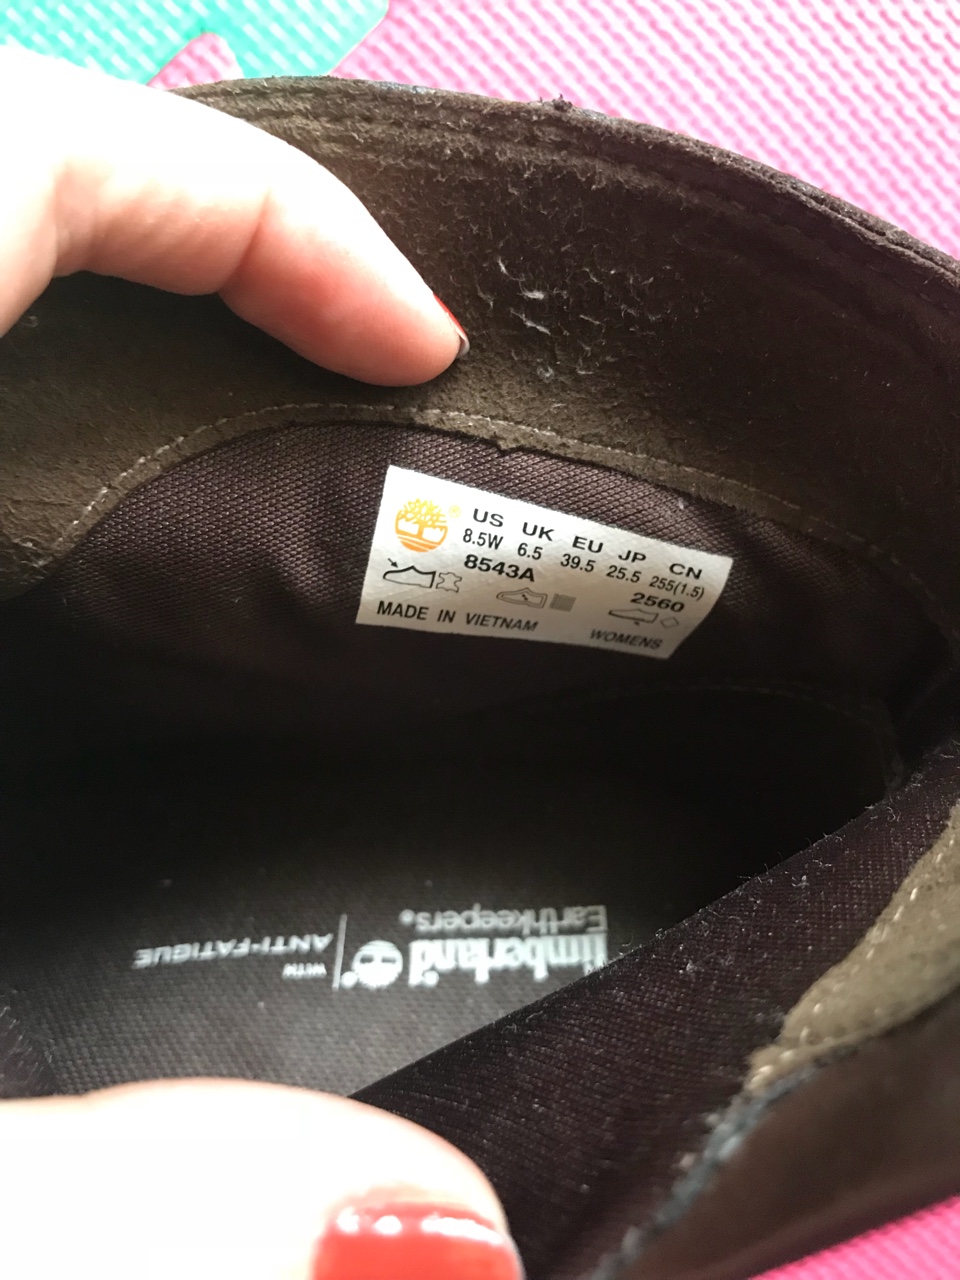 US UK EU JP CN
8.5W 6.5 39.5 25.5 255(1.5)
8543A 2560
MADE IN VIETNAM WOMENS
Timberland® WITH ANTI-FATIGUE
Earthkeepers®